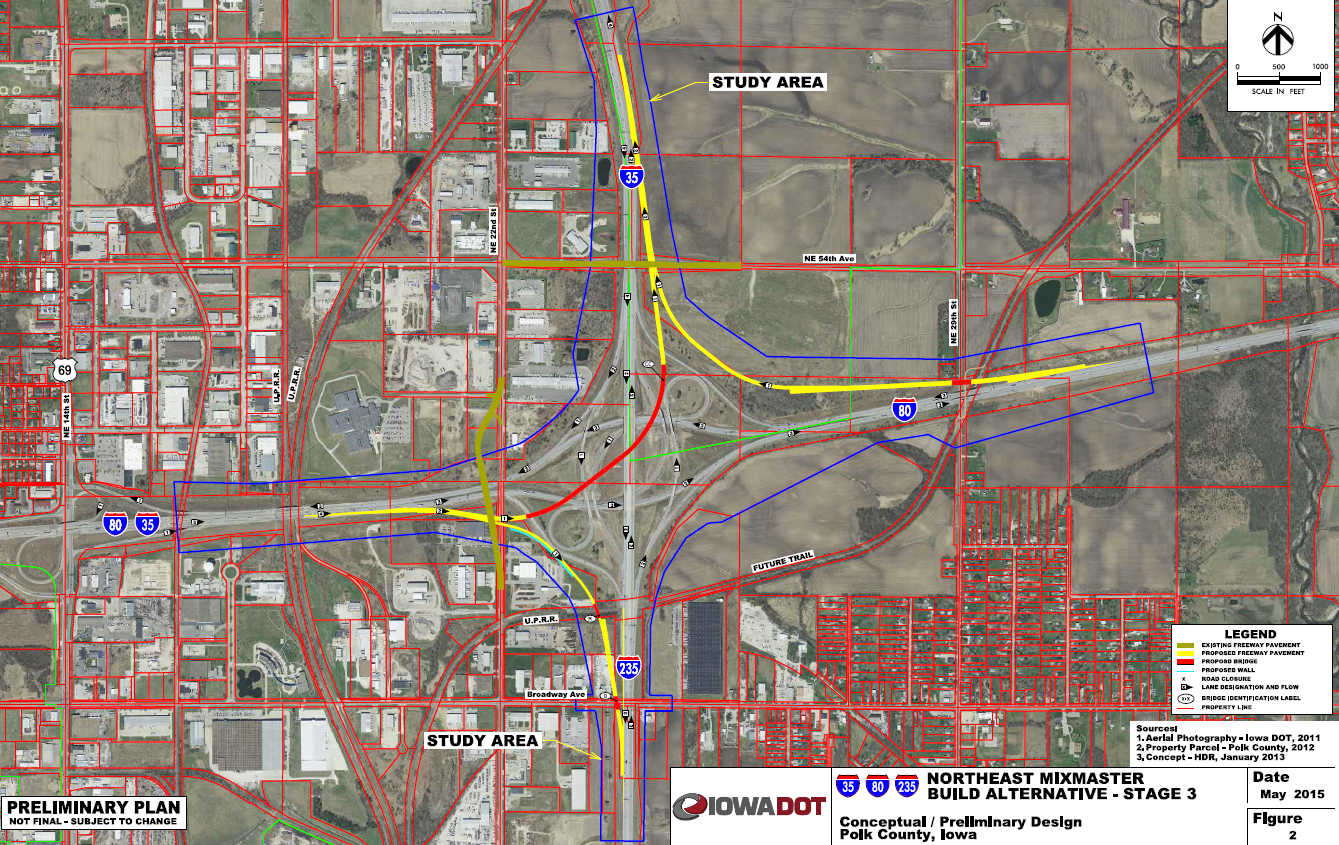 N
0 500 1000
SCALE IN FEET
STUDY AREA
35
NE 22nd St
NE 54th Ave
NE 29th St
69
U.P.R.R.
U.P.R.R.
NE 14th St
80
80 35
FUTURE TRAIL
U.P.R.R.
235
Broadway Ave
STUDY AREA
LEGEND
EXISTING FREEWAY PAVEMENT
PROPOSED FREEWAY PAVEMENT
PROPOSD BRIDGE
PROPOSED WALL
X ROAD CLOSURE
LANE DESIGNATION AND FLOW
BRIDGE IDENTIFICATION LABEL
PROPERTY LINE
Sources:
1. Aerial Photography - Iowa DOT, 2011
2. Property Parcel - Polk County, 2012
3. Concept - HDR, January 2013
PRELIMINARY PLAN
NOT FINAL - SUBJECT TO CHANGE
IOWADOT
35 80 235 NORTHEAST MIXMASTER
BUILD ALTERNATIVE - STAGE 3
Conceptual / Preliminary Design
Polk County, Iowa
Date
May 2015
Figure
2